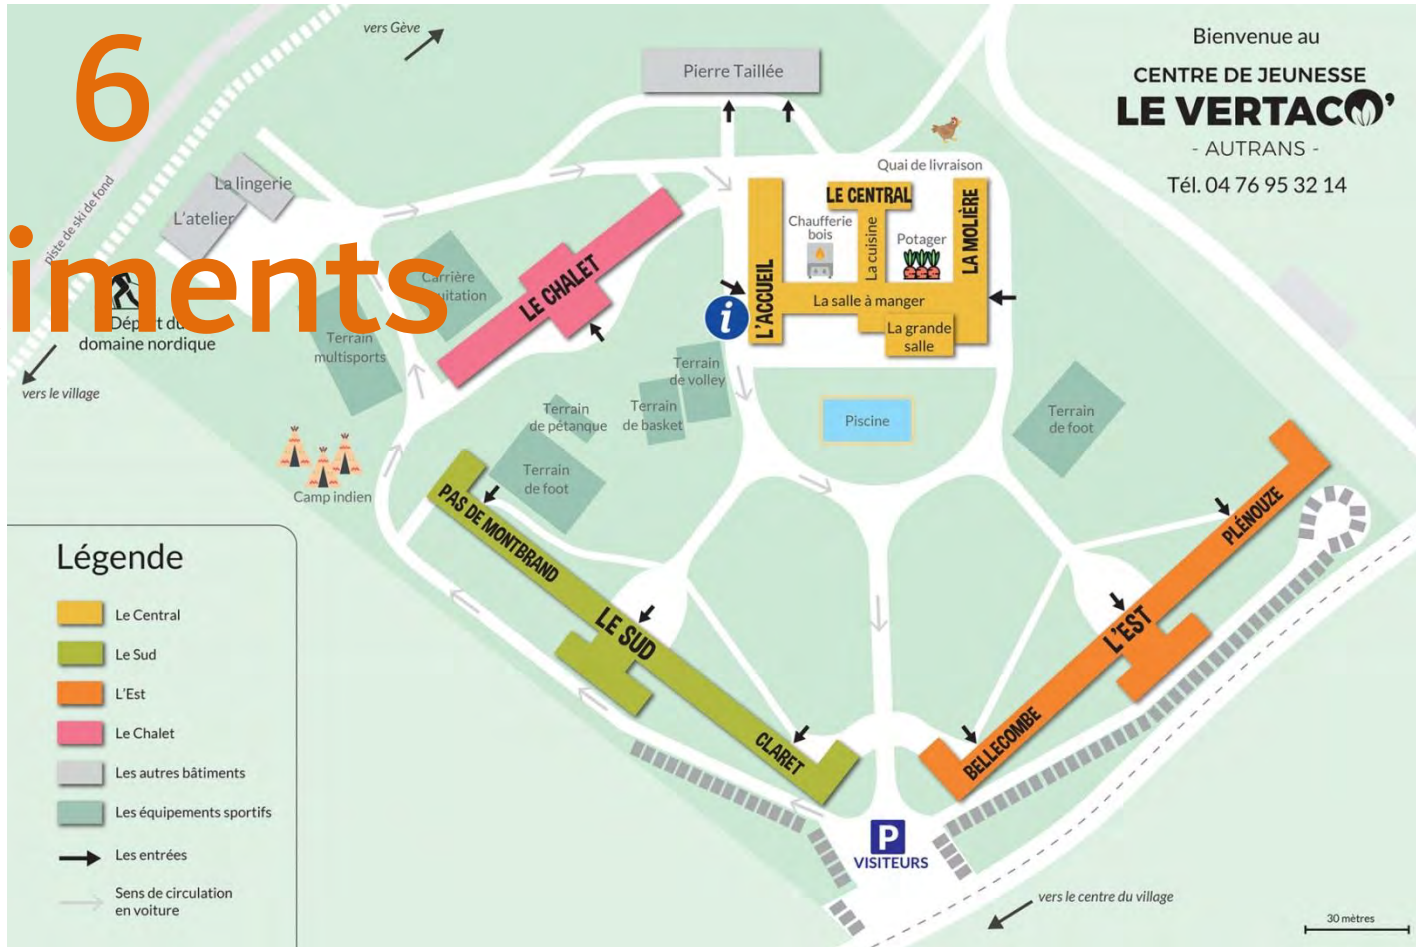 6
iments
vers Gève
Pierre Taillée
Bienvenue au
CENTRE DE JEUNESSE
LE VERTACO'
- AUTRANS -
Tél. 04 76 95 32 14
Quai de livraison
La lingerie
L'atelier
piste de ski de fond
LE CENTRAL
Chaufferie
bois
La cuisine
Potager
LA MOLIÈRE
L'ACCUEIL
La salle à manger
La grande
salle
i
LE CHALET
Carrière
uitation
Départ du
domaine nordique
vers le village
Terrain
multisports
Terrain
de volley
Terrain
de basket
Terrain
de pétanque
Terrain
de foot
Piscine
Terrain
de foot
Camp indien
PAS DE MONTBRAND
LE SUD
CLARET
PLÉNOUZE
L'EST
BELLECOMBE
P
VISITEURS
vers le centre du village
30 mètres
Légende
Le Central
Le Sud
L'Est
Le Chalet
Les autres bâtiments
Les équipements sportifs
Les entrées
Sens de circulation
en voiture